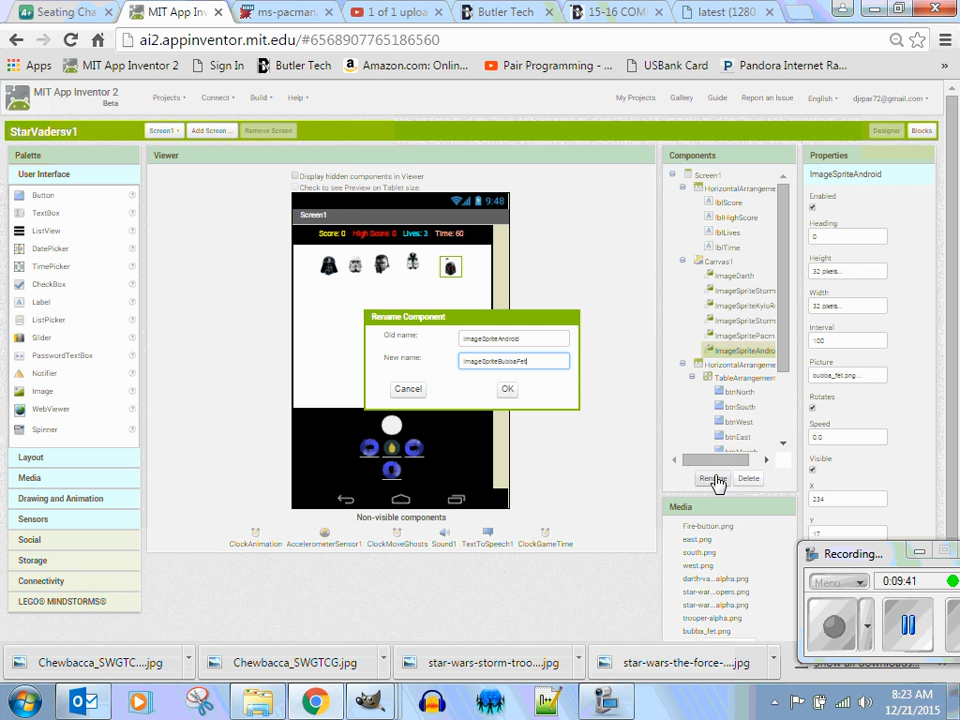 Seating Chart
MIT App Inv
ms-pacman.
1 of 1 uploa
Butler Tech
15-16 COM
latest (1280
ai2.appinventor.mit.edu/#6568907765186560
Apps MIT App Inventor 2 Sign In Butler Tech Amazon.com: Onlin... Pair Programming - ... USBank Card Pandora Internet Ra... »
MIT App Inventor 2
Beta
Projects Connect Build Help
My Projects Gallery Guide Report an Issue English djrpar72@gmail.com
StarVadersv1
Screen1 Add Screen ... Remove Screen
Designer Blocks
Palette
User Interface
Button ?
TextBox ?
ListView ?
DatePicker ?
TimePicker ?
CheckBox ?
Label ?
ListPicker ?
Slider ?
PasswordTextBox ?
Notifier ?
Image ?
WebViewer ?
Spinner ?
Layout
Media
Drawing and Animation
Sensors
Social
Storage
Connectivity
LEGO® MINDSTORMS®
Viewer
Display hidden components in Viewer
Check to see Preview on Tablet size.
9:48
Screen1
Score: 0 High Score: 0 Lives: 3 Time: 60
Rename Component
Old name: ImageSpriteAndroid
New name: ImageSpriteBubbaFet
Cancel OK
Non-visible components
ClockAnimation AccelerometerSensor1 ClockMoveGhosts Sound1 TextToSpeech1 ClockGameTime
Components
Screen1
HorizontalArrangeme
lblScore
lblHighScore
lblLives
lblTime
Canvas1
ImageDarth
ImageSpriteStorm
ImageSpriteKyloR
ImageSpriteStorm
ImageSpritePacm
ImageSpriteAndro
HorizontalArrangeme
TableArrangement
btnNorth
btnSouth
btnWest
btnEast
Rename Delete
Media
Fire-button.png
east.png
south.png
west.png
darth-va...alpha.png
star-war...opers.png
star-war...alpha.png
trooper-alpha.png
bubba_fet.png
Properties
ImageSpriteAndroid
Enabled
Heading
0
Height
32 pixels...
Width
32 pixels...
Interval
100
Picture
bubba_fet.png...
Rotates
Speed
0.0
Visible
X
234
Y
17
Recording...
Menu 0:09:41
Chewbacca_SWGTC....jpg
Chewbacca_SWGTCG.jpg
star-wars-storm-troo....jpg
star-wars-the-force-....jpg
8:23 AM
12/21/2015